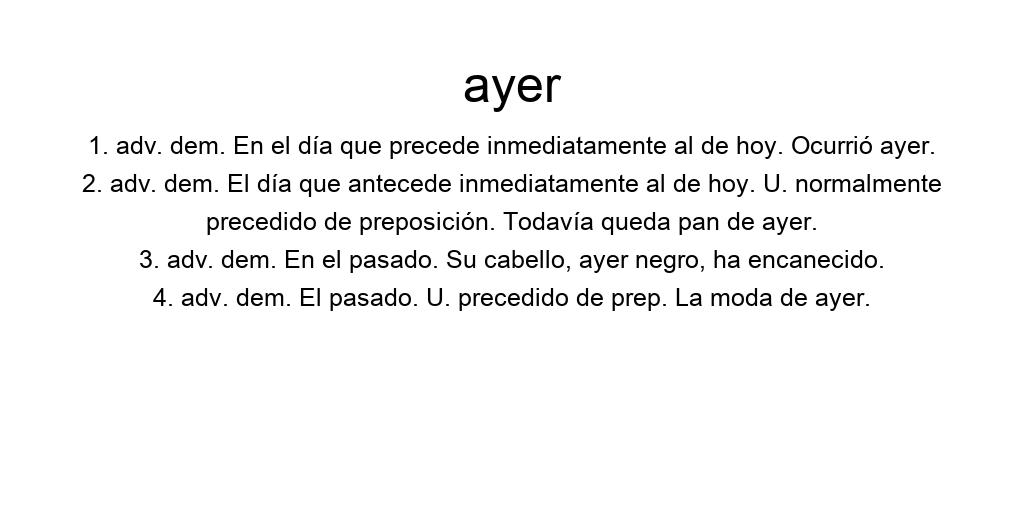 ayer
1. adv. dem. En el día que precede inmediatamente al de hoy. Ocurrió ayer.
2. adv. dem. El día que antecede inmediatamente al de hoy. U. normalmente
precedido de preposición. Todavía queda pan de ayer.
3. adv. dem. En el pasado. Su cabello, ayer negro, ha encanecido.
4. adv. dem. El pasado. U. precedido de prep. La moda de ayer.